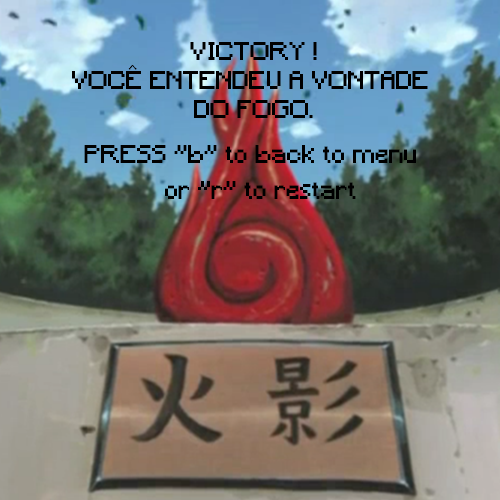 VICTORY !
VOCÊ ENTENDEU A VONTADE
DO FOGO.
PRESS "b" to back to menu
or "r" to restart
火影